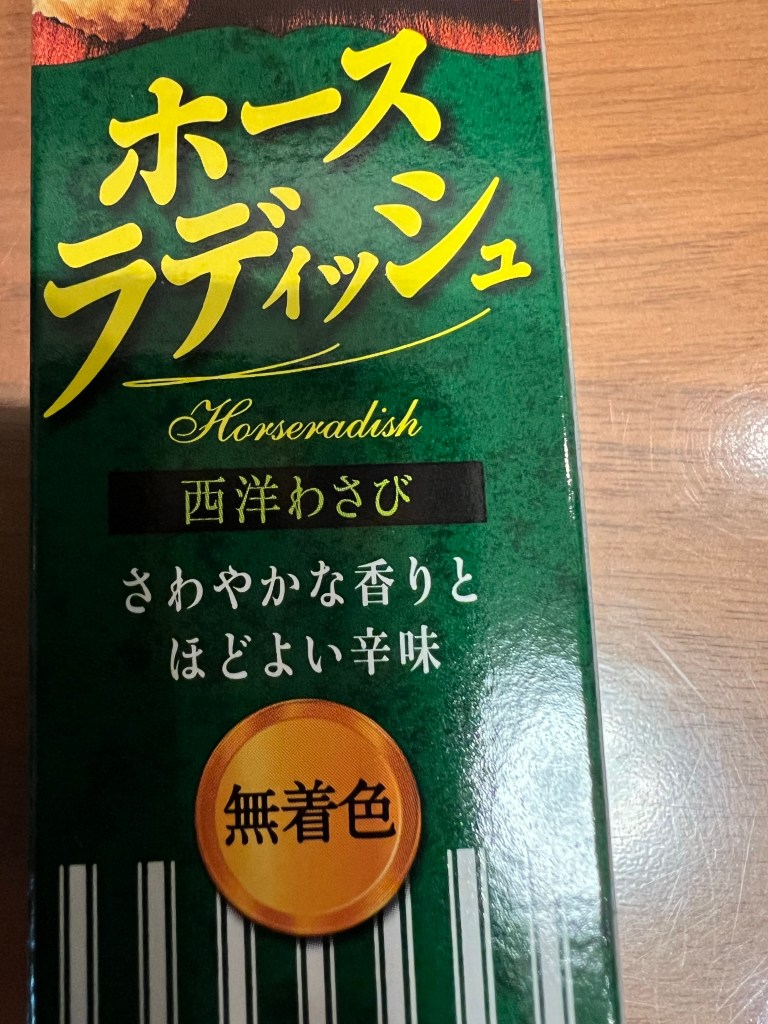 ホース
ラディッシュ
Horseradish
西洋わさび
さわやかな香りと
ほどよい辛味
無着色